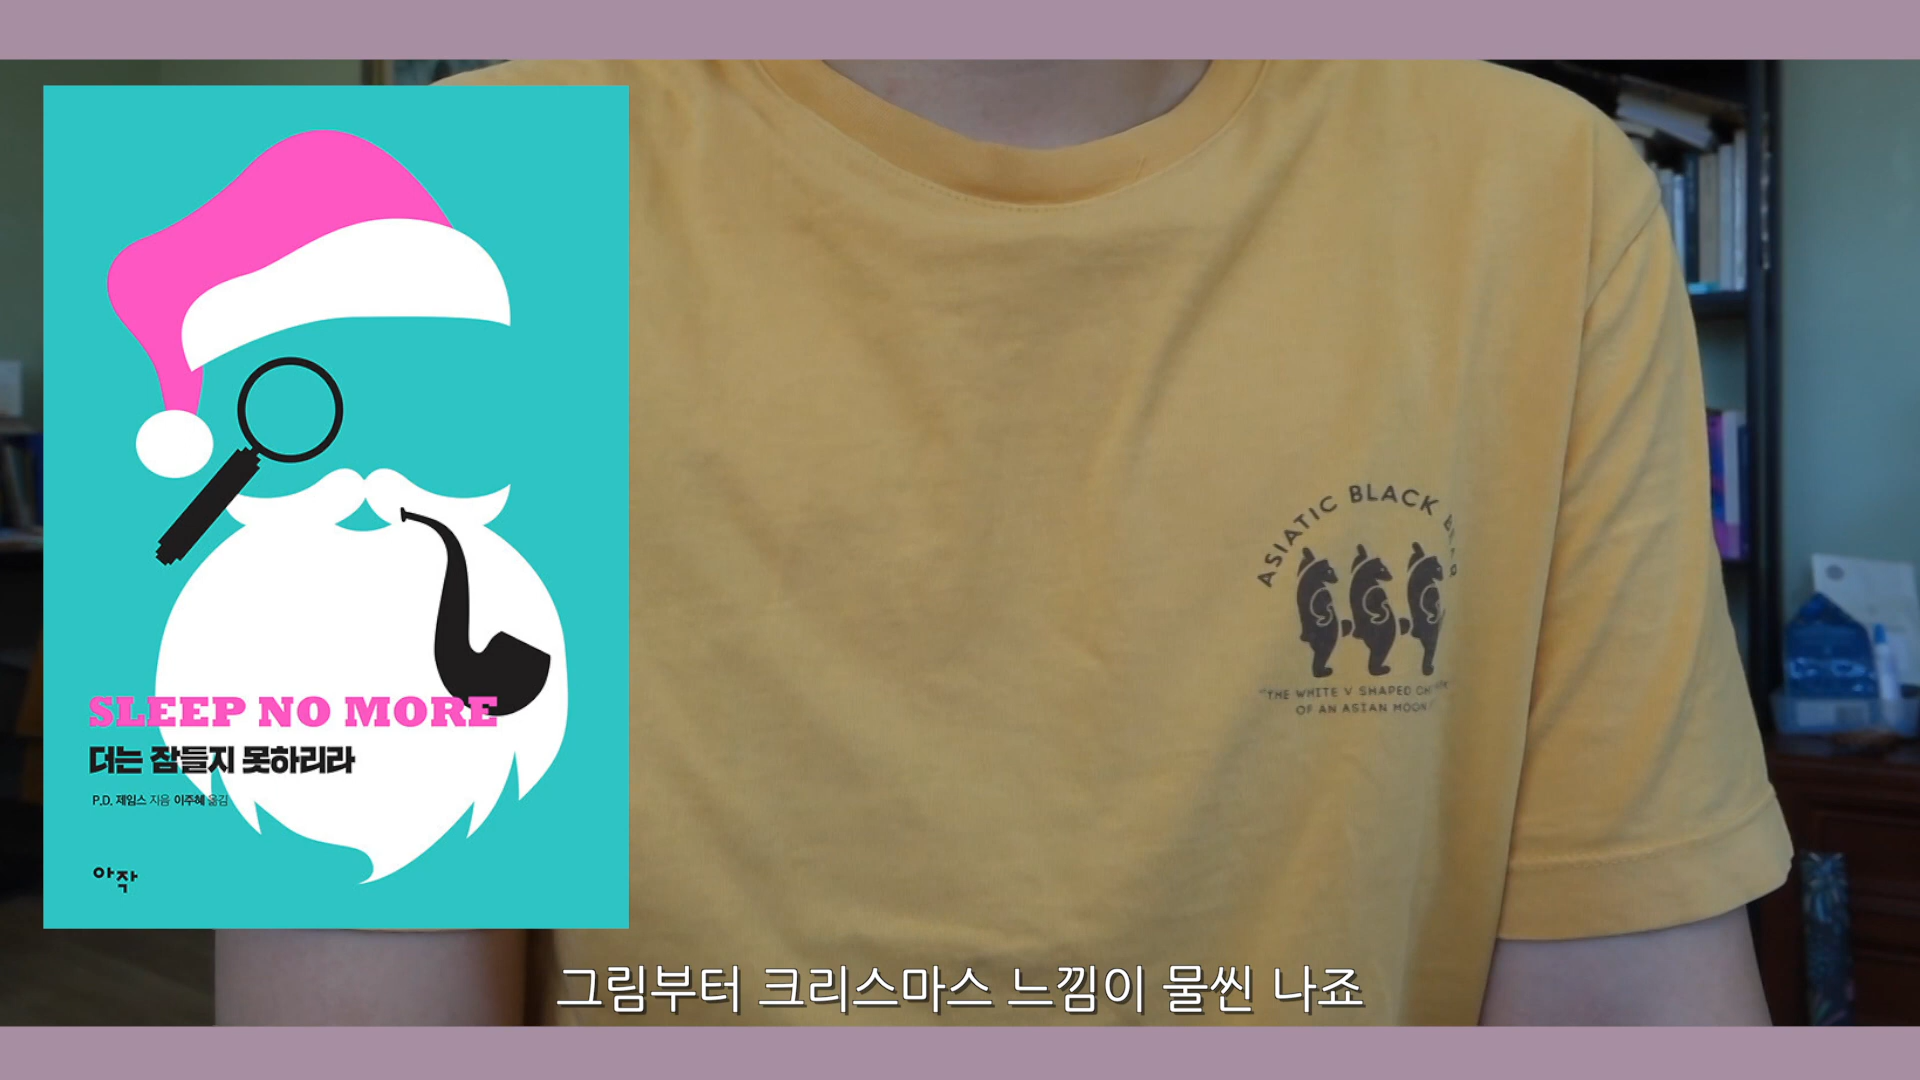 SLEEP NO MORE
더는 잠들지 못하리라
P.D. 제임스 지음 이주혜 옮김
아작
ASIATIC BLACK
"THE WHITE V SHAPED
OF AN ASIAN MOON
그림부터 크리스마스 느낌이 물씬 나죠